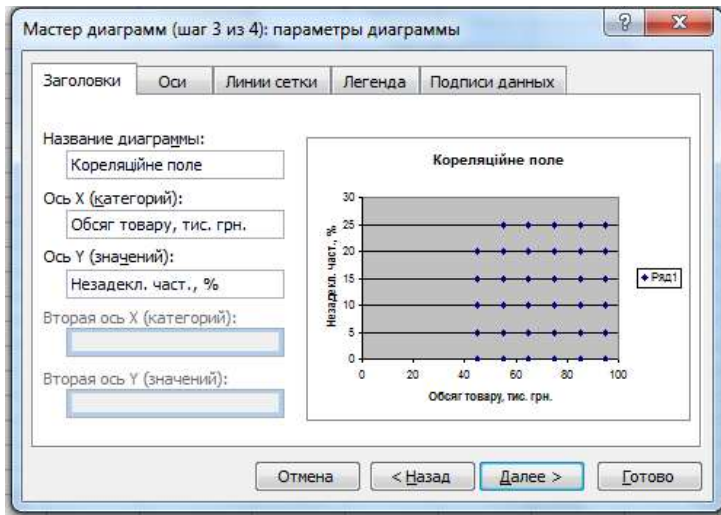 Мастер диаграмм (шаг 3 из 4): параметры диаграммы
Заголовки Оси Линии сетки Легенда Подписи данных
Название диаграммы:
Кореляційне поле
Ось X (категорий):
Обсяг товару, тис. грн.
Ось Y (значений):
Незадекл. част., %
Вторая ось X (категорий):
Вторая ось Y (значений):
Кореляційне поле
Незадекл. част., %
30
25
20
15
10
5
0
0 20 40 60 80 100
Обсяг товару, тис. грн.
Ряд1
Отмена < Назад Далее > Готово